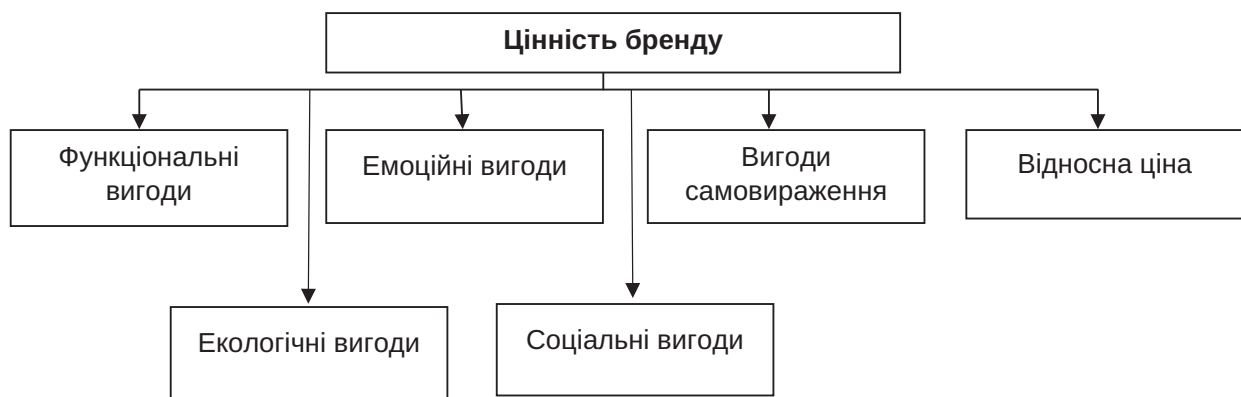 Цінність бренду
Функціональні
вигоди
Емоційні вигоди
Вигоди
самовираження
Відносна ціна
Екологічні вигоди
Соціальні вигоди